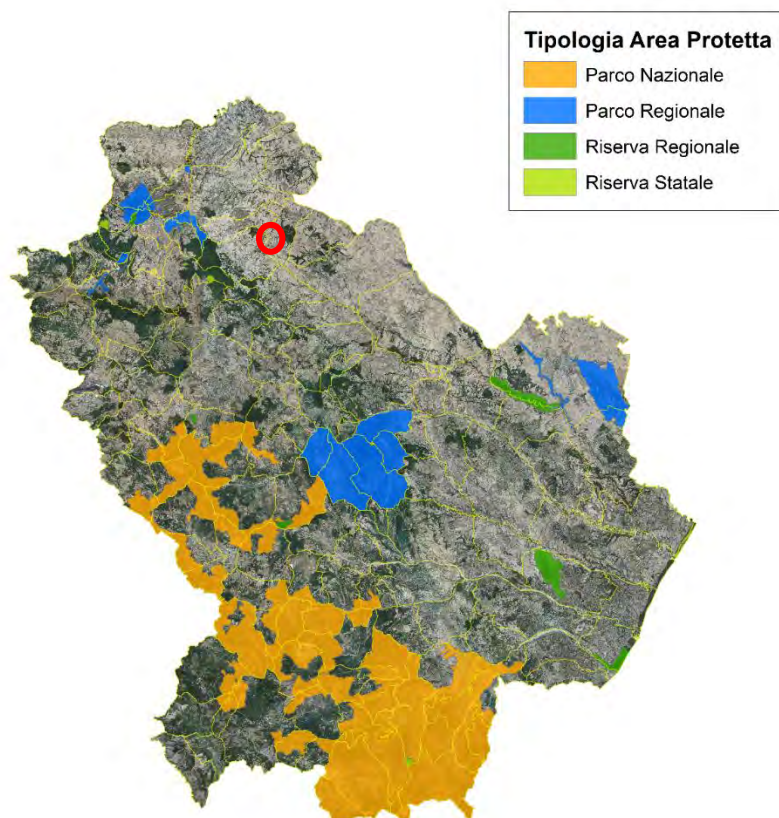 Tipologia Area Protetta
Parco Nazionale
Parco Regionale
Riserva Regionale
Riserva Statale